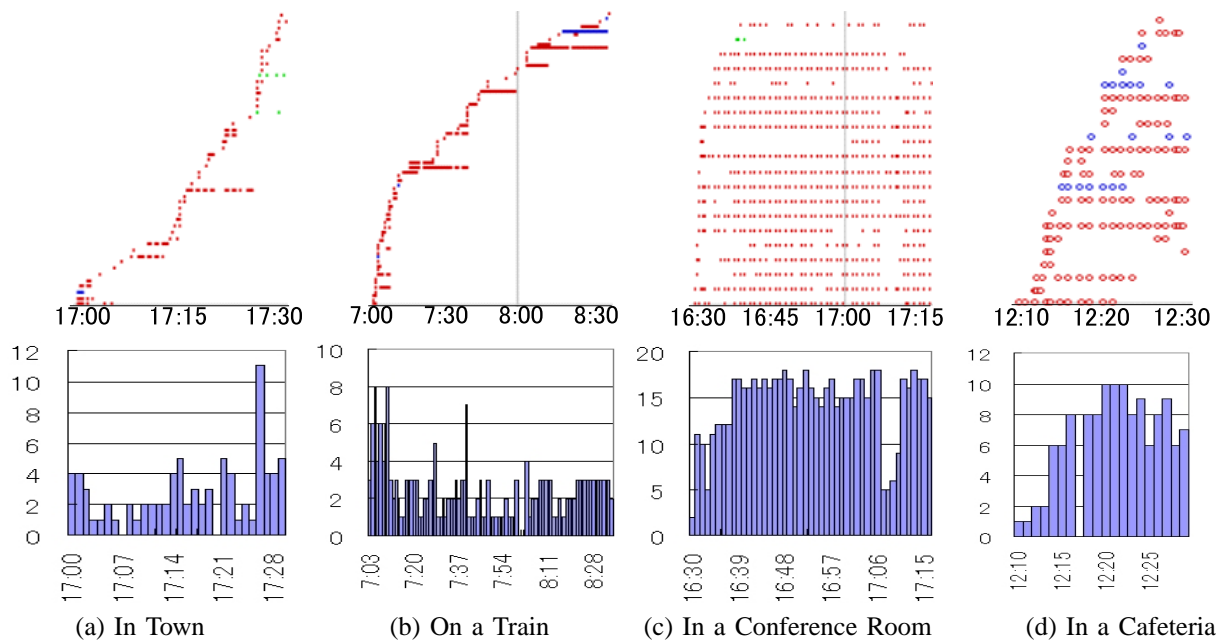 17:00 17:15 17:30
7:00 7:30 8:00 8:30
16:30 16:45 17:00 17:15
12:10 12:20 12:30
12
10
8
6
4
2
0
17:00 17:07 17:14 17:21 17:28
10
8
6
4
2
0
7:03 7:20 7:37 7:54 8:11 8:28
20
15
10
5
0
16:30 16:39 16:48 16:57 17:06 17:15
12
10
8
6
4
2
0
12:10 12:15 12:20 12:25
(a) In Town
(b) On a Train
(c) In a Conference Room
(d) In a Cafeteria